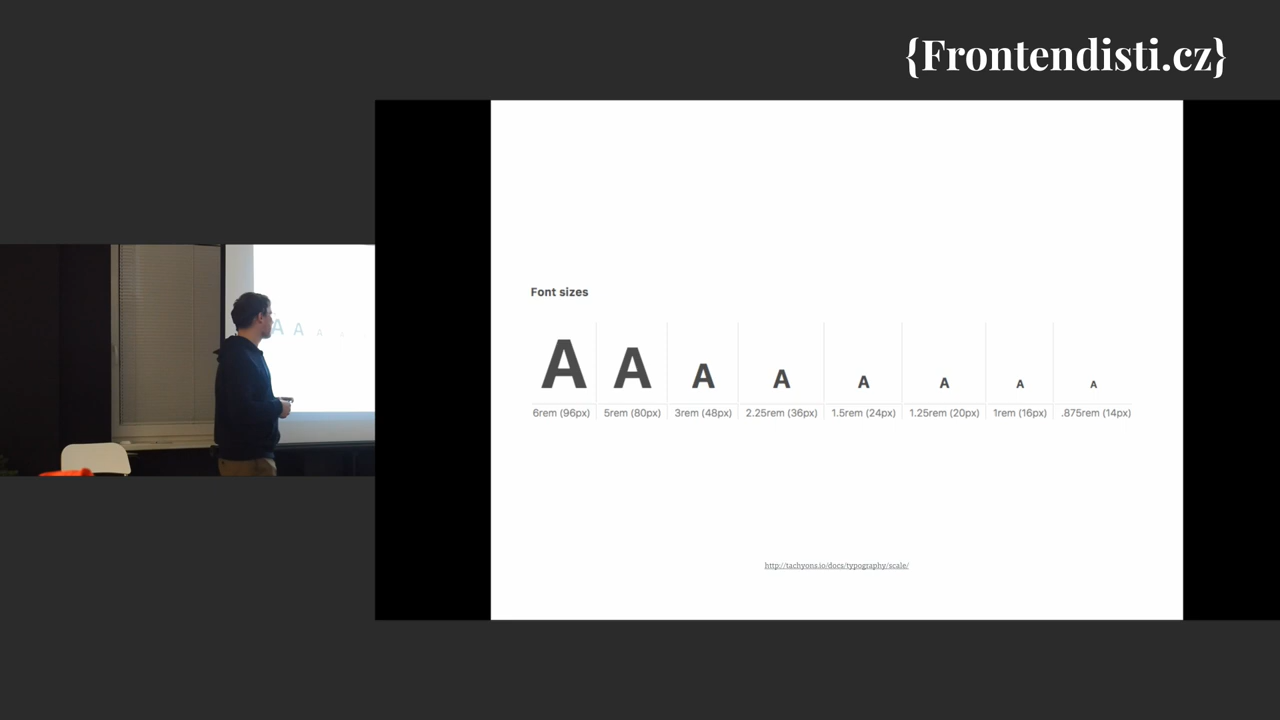 {Frontendisti.cz}
Font sizes
A A A A A A A A
6rem (96px) 5rem (80px) 3rem (48px) 2.25rem (36px) 1.5rem (24px) 1.25rem (20px) 1rem (16px) .875rem (14px)
http://tachyons.io/docs/typography/scale/
A A A